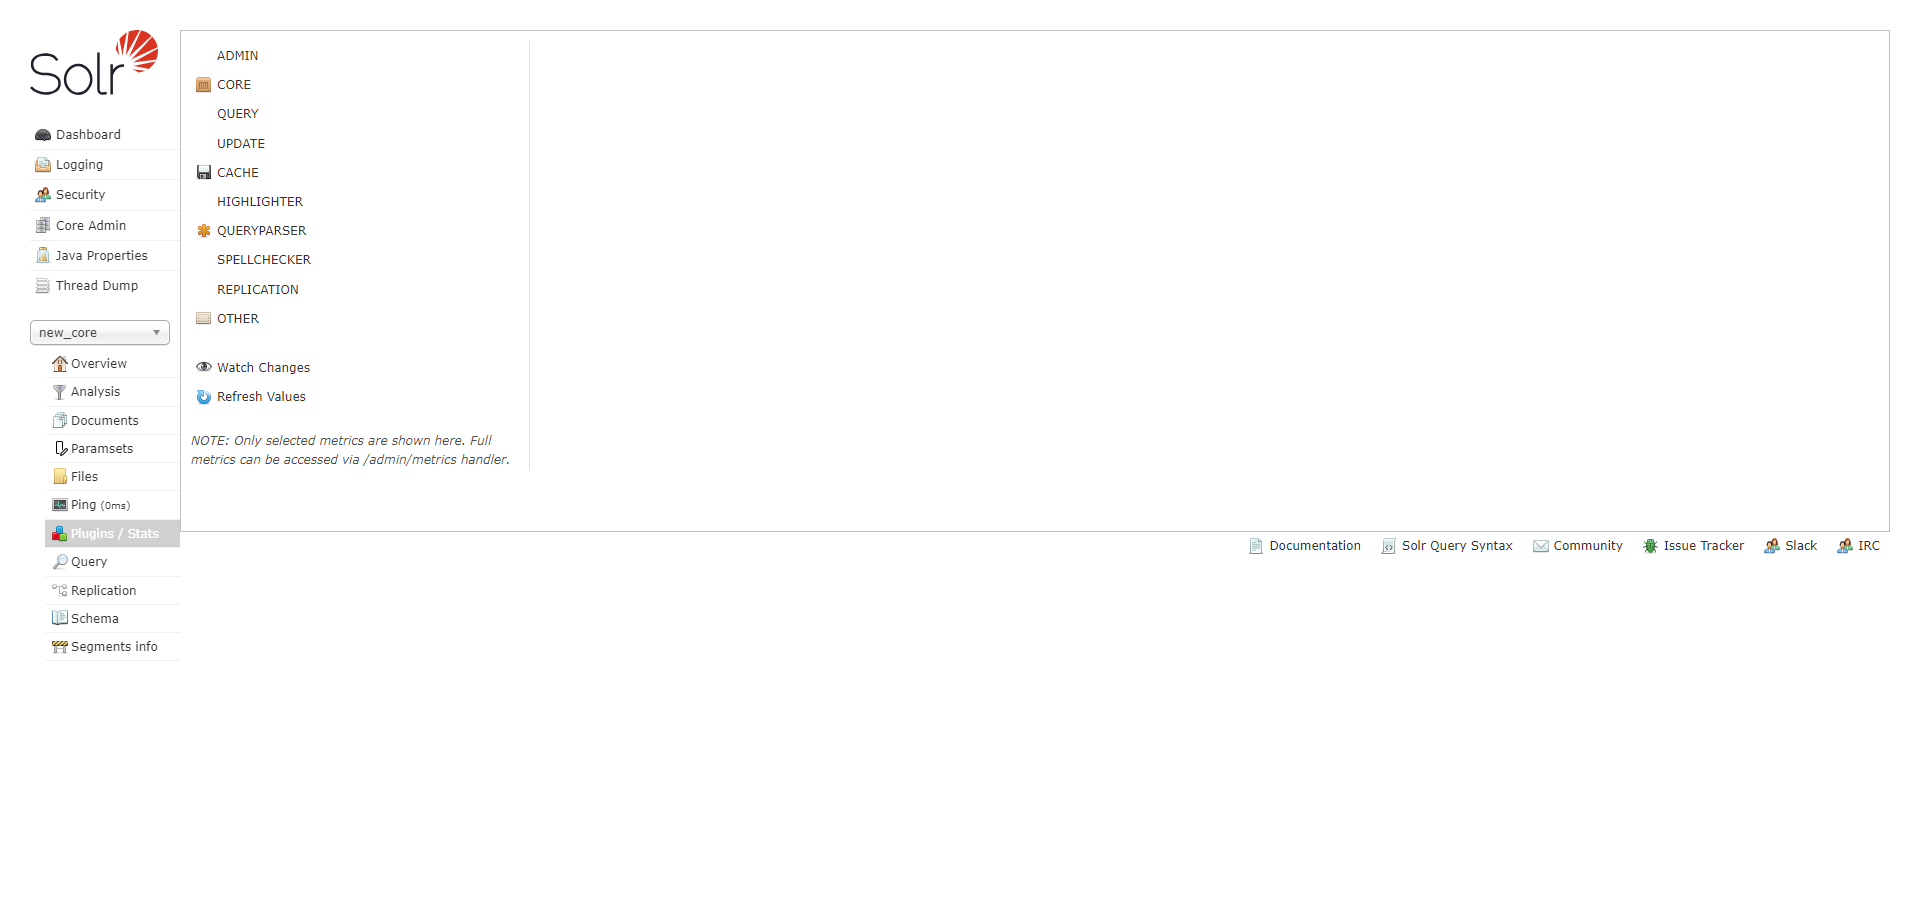 Solr
Dashboard
Logging
Security
Core Admin
Java Properties
Thread Dump
new_core
Overview
Analysis
Documents
Paramsets
Files
Ping (0ms)
Plugins / Stats
Query
Replication
Schema
Segments info
ADMIN
CORE
QUERY
UPDATE
CACHE
HIGHLIGHTER
QUERYPARSER
SPELLCHECKER
REPLICATION
OTHER
Watch Changes
Refresh Values
NOTE: Only selected metrics are shown here. Full
metrics can be accessed via /admin/metrics handler.
Documentation Solr Query Syntax Community Issue Tracker Slack IRC